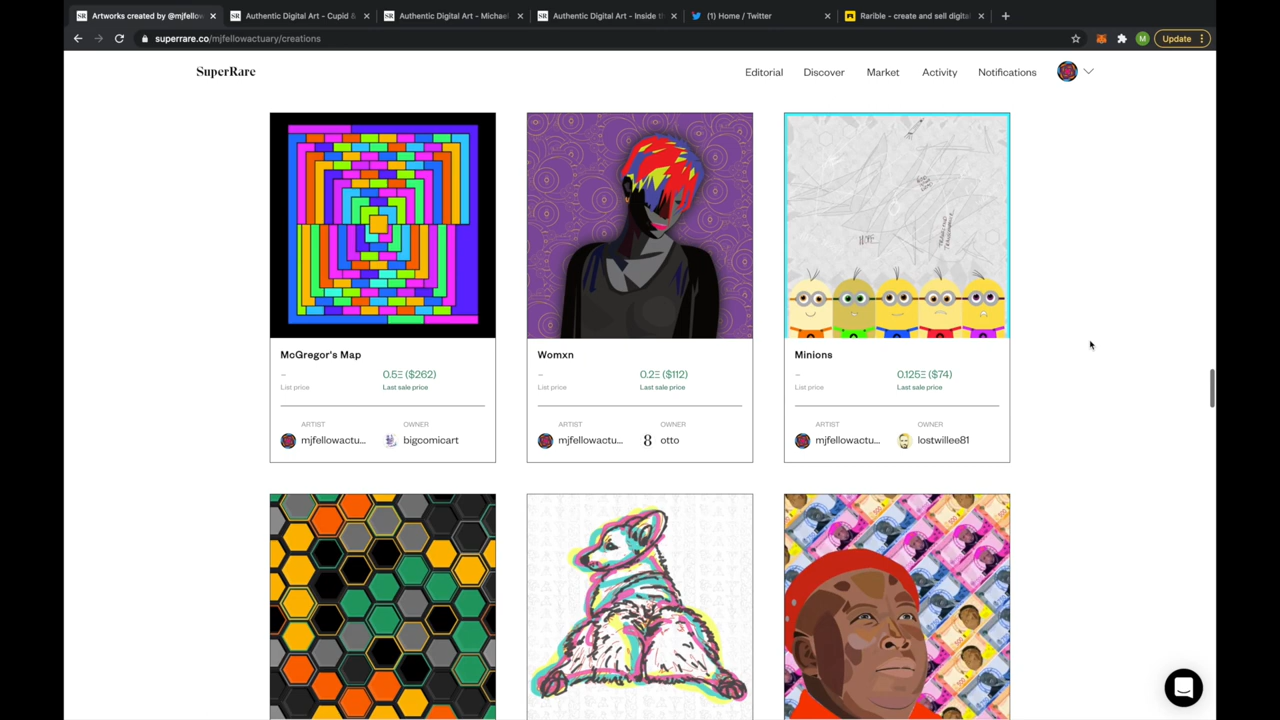 Artworks created by @mjfellow
Authentic Digital Art - Cupid &
Authentic Digital Art - Michael
Authentic Digital Art - Inside th
(1) Home / Twitter
Rarible - create and sell digital
superrare.co/mjfellowactuary/creations
M
Update
SuperRare
Editorial
Discover
Market
Activity
Notifications
HOPE
McGregor's Map
–
0.5Ξ ($262)
List price
Last sale price
ARTIST
OWNER
mjfellowactu...
bigcomicart
Womxn
–
0.2Ξ ($112)
List price
Last sale price
ARTIST
OWNER
mjfellowactu...
otto
Minions
–
0.125Ξ ($74)
List price
Last sale price
ARTIST
OWNER
mjfellowactu...
lostwillee81